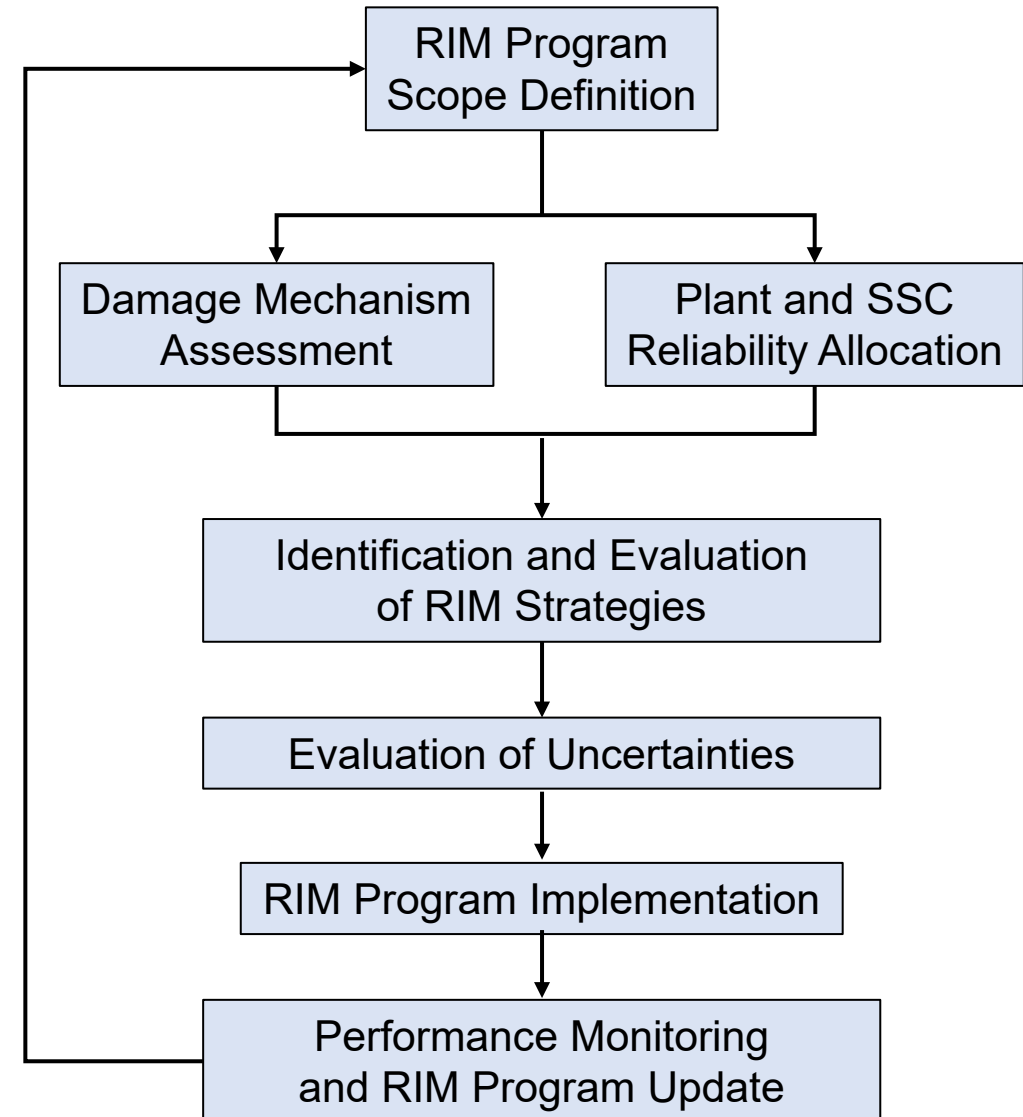 RIM Program
Scope Definition
Damage Mechanism
Assessment
Plant and SSC
Reliability Allocation
Identification and Evaluation
of RIM Strategies
Evaluation of Uncertainties
RIM Program Implementation
Performance Monitoring
and RIM Program Update